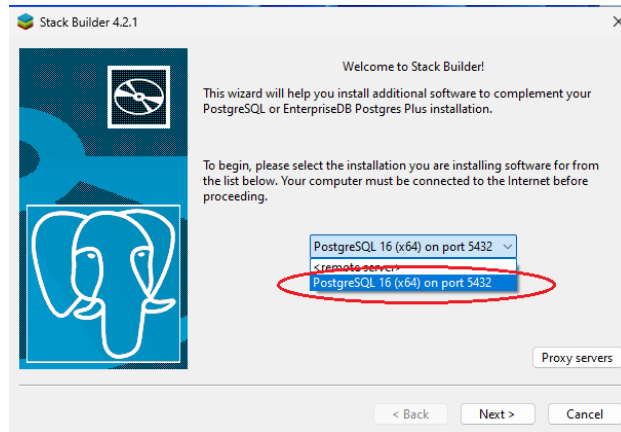 Stack Builder 4.2.1
Welcome to Stack Builder!
This wizard will help you install additional software to complement your
PostgreSQL or EnterpriseDB Postgres Plus installation.
To begin, please select the installation you are installing software for from
the list below. Your computer must be connected to the Internet before
proceeding.
PostgreSQL 16 (x64) on port 5432
<remote server>
PostgreSQL 16 (x64) on port 5432
Proxy servers
< Back
Next >
Cancel